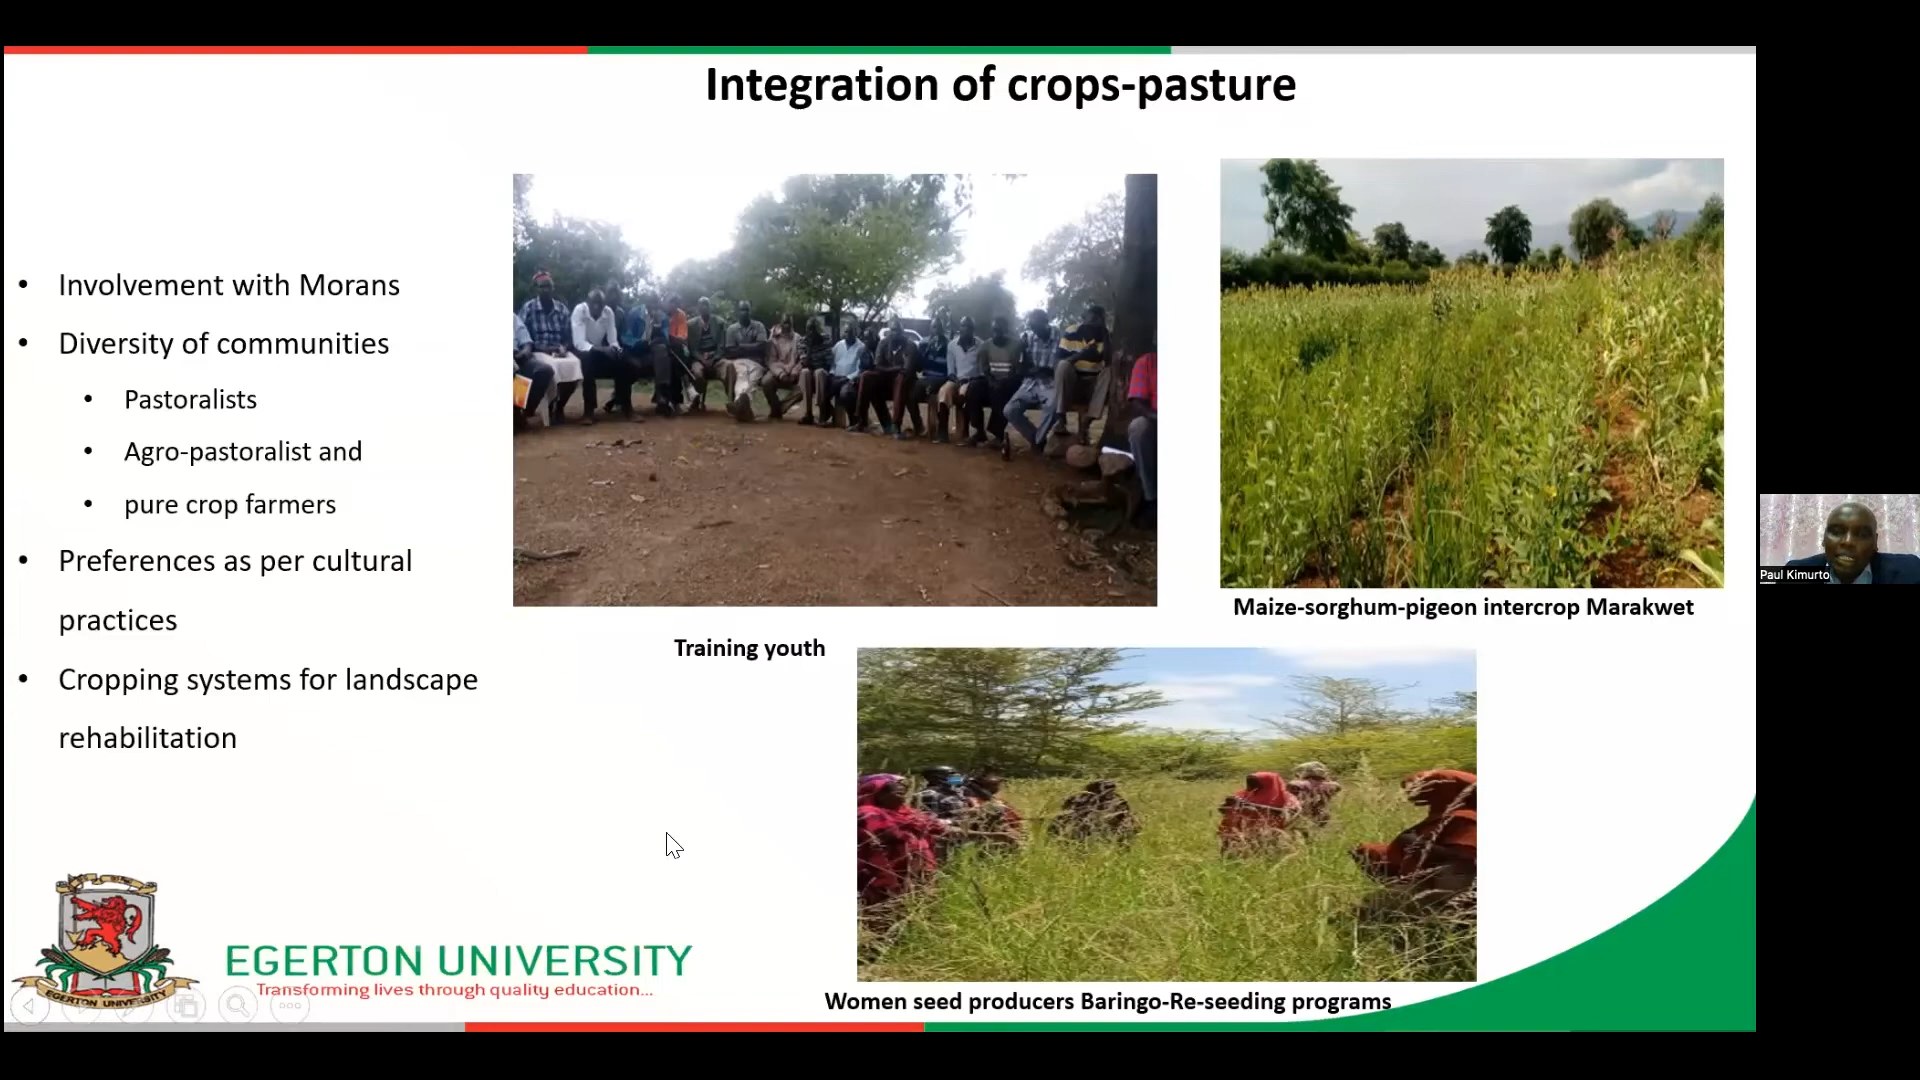 Integration of crops-pasture
• Involvement with Morans
• Diversity of communities
• Pastoralists
• Agro-pastoralist and
• pure crop farmers
• Preferences as per cultural
practices
• Cropping systems for landscape
rehabilitation
Training youth
Maize-sorghum-pigeon intercrop Marakwet
Women seed producers Baringo-Re-seeding programs
EGERTON UNIVERSITY
EGERTON UNIVERSITY
Transforming lives through quality education...
Paul Kimurto